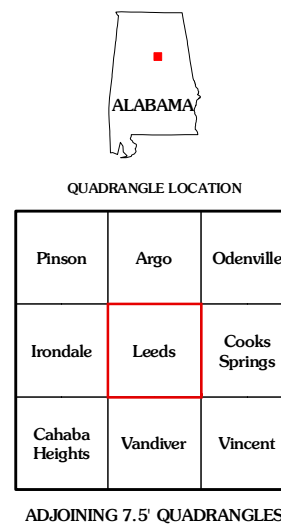 ALABAMA
QUADRANGLE LOCATION
Pinson Argo Odenville
Irondale Leeds Cooks
Springs
Cahaba
Heights Vandiver Vincent
ADJOINING 7.5' QUADRANGLES